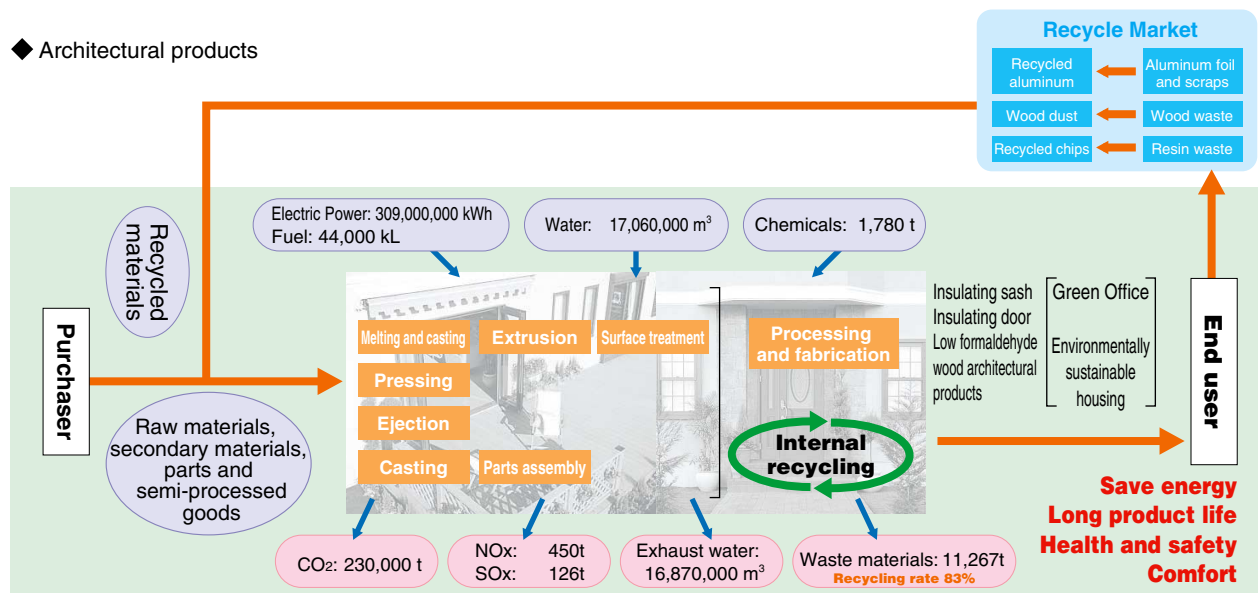 ◆ Architectural products
Recycle Market
Recycled
aluminum
Aluminum foil
and scraps
Wood dust
Wood waste
Recycled chips
Resin waste
Recycled
materials
Electric Power: 309,000,000 kWh
Fuel: 44,000 kL
Water: 17,060,000 m³
Chemicals: 1,780 t
Purchaser
Raw materials,
secondary materials,
parts and
semi-processed
goods
Melting and casting
Extrusion
Surface treatment
Pressing
Ejection
Casting
Parts assembly
Processing
and fabrication
Internal
recycling
Insulating sash
Insulating door
Low formaldehyde
wood architectural
products
Green Office
Environmentally
sustainable
housing
End user
Save energy
Long product life
Health and safety
Comfort
CO2: 230,000 t
NOx: 450t
SOx: 126t
Exhaust water:
16,870,000 m³
Waste materials: 11,267t
Recycling rate 83%